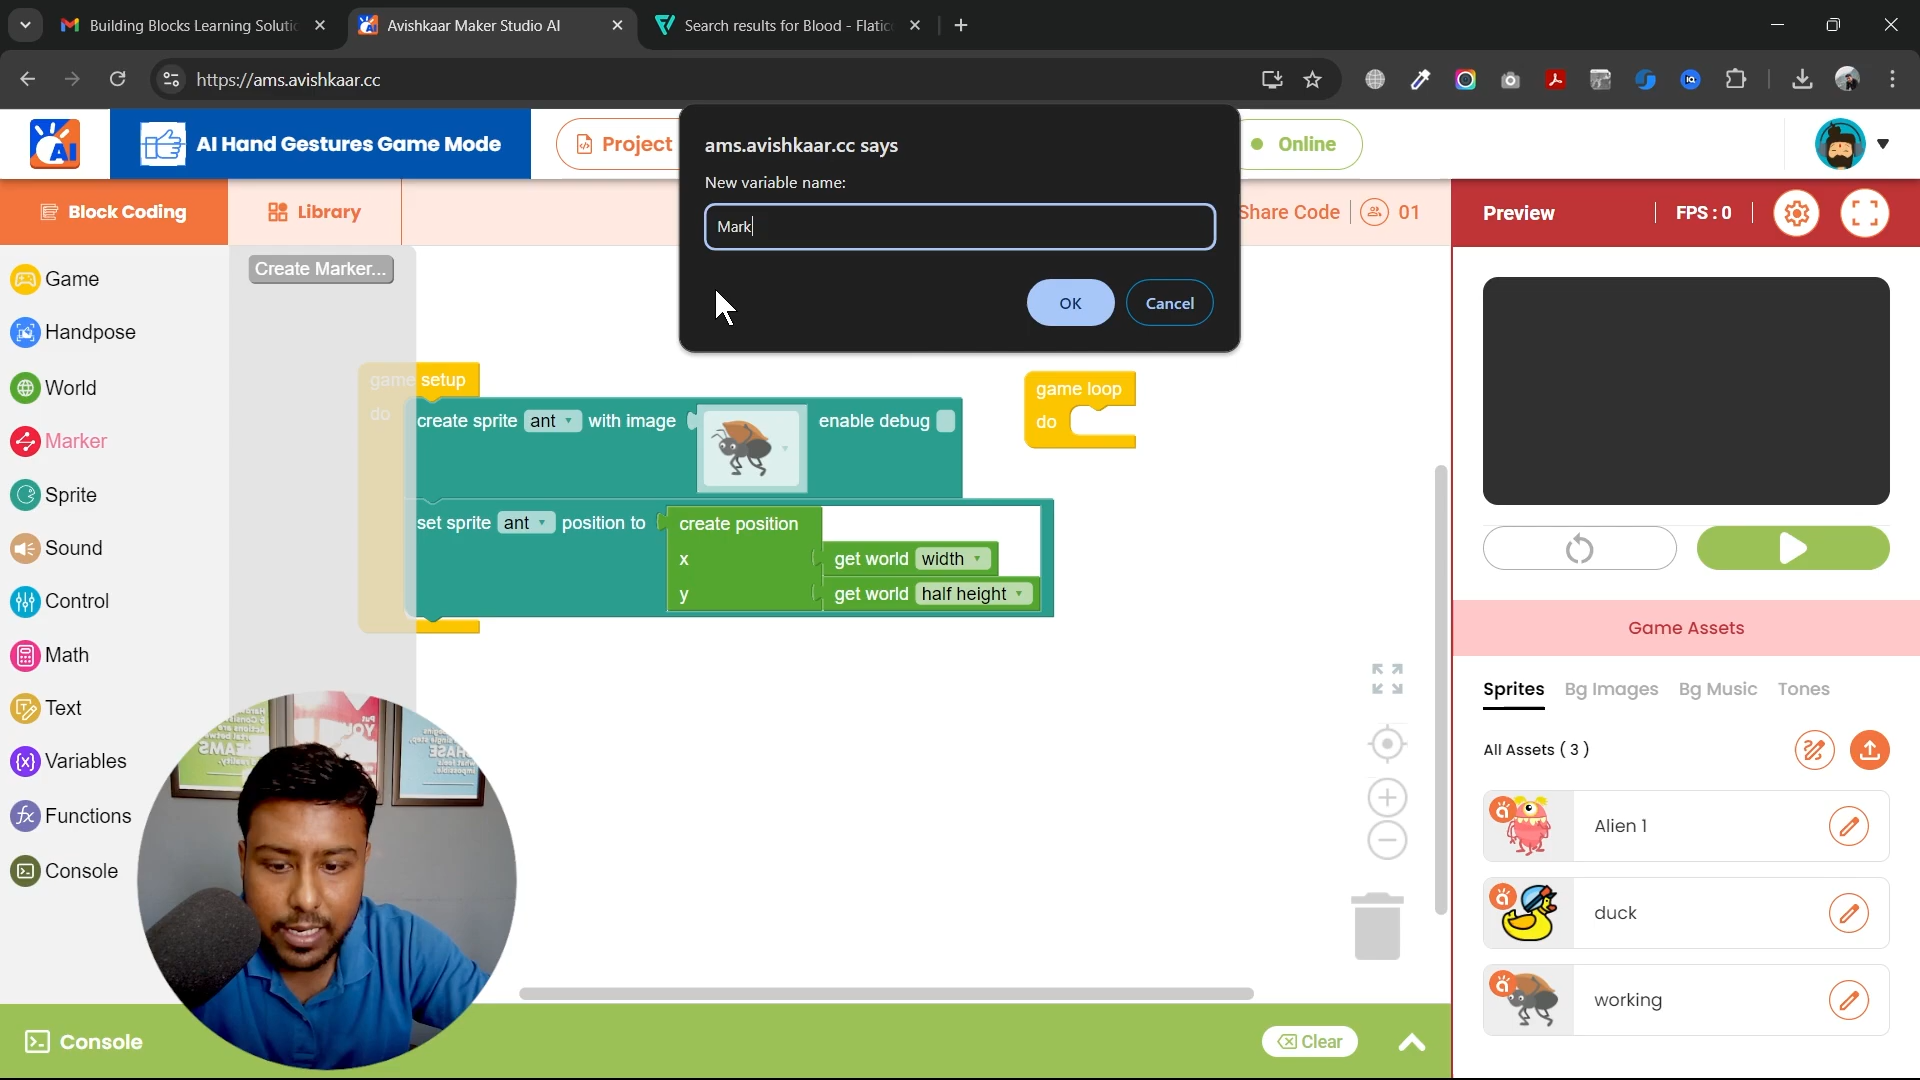 Building Blocks Learning Solutio
Avishkaar Maker Studio AI
Search results for Blood - Flatic
https://ams.avishkaar.cc
AI
AI Hand Gestures Game Mode
Project
Online
ams.avishkaar.cc says
New variable name:
Mark
OK
Cancel
Block Coding
Library
Share Code
01
Preview
FPS : 0
Create Marker...
Game
Handpose
World
Marker
Sprite
Sound
Control
Math
Text
Variables
Functions
Console
game setup
do
create sprite ant with image enable debug
set sprite ant position to create position
x get world width
y get world half height
game loop
do
Game Assets
Sprites Bg Images Bg Music Tones
All Assets ( 3 )
Alien 1
duck
working
Console
Clear